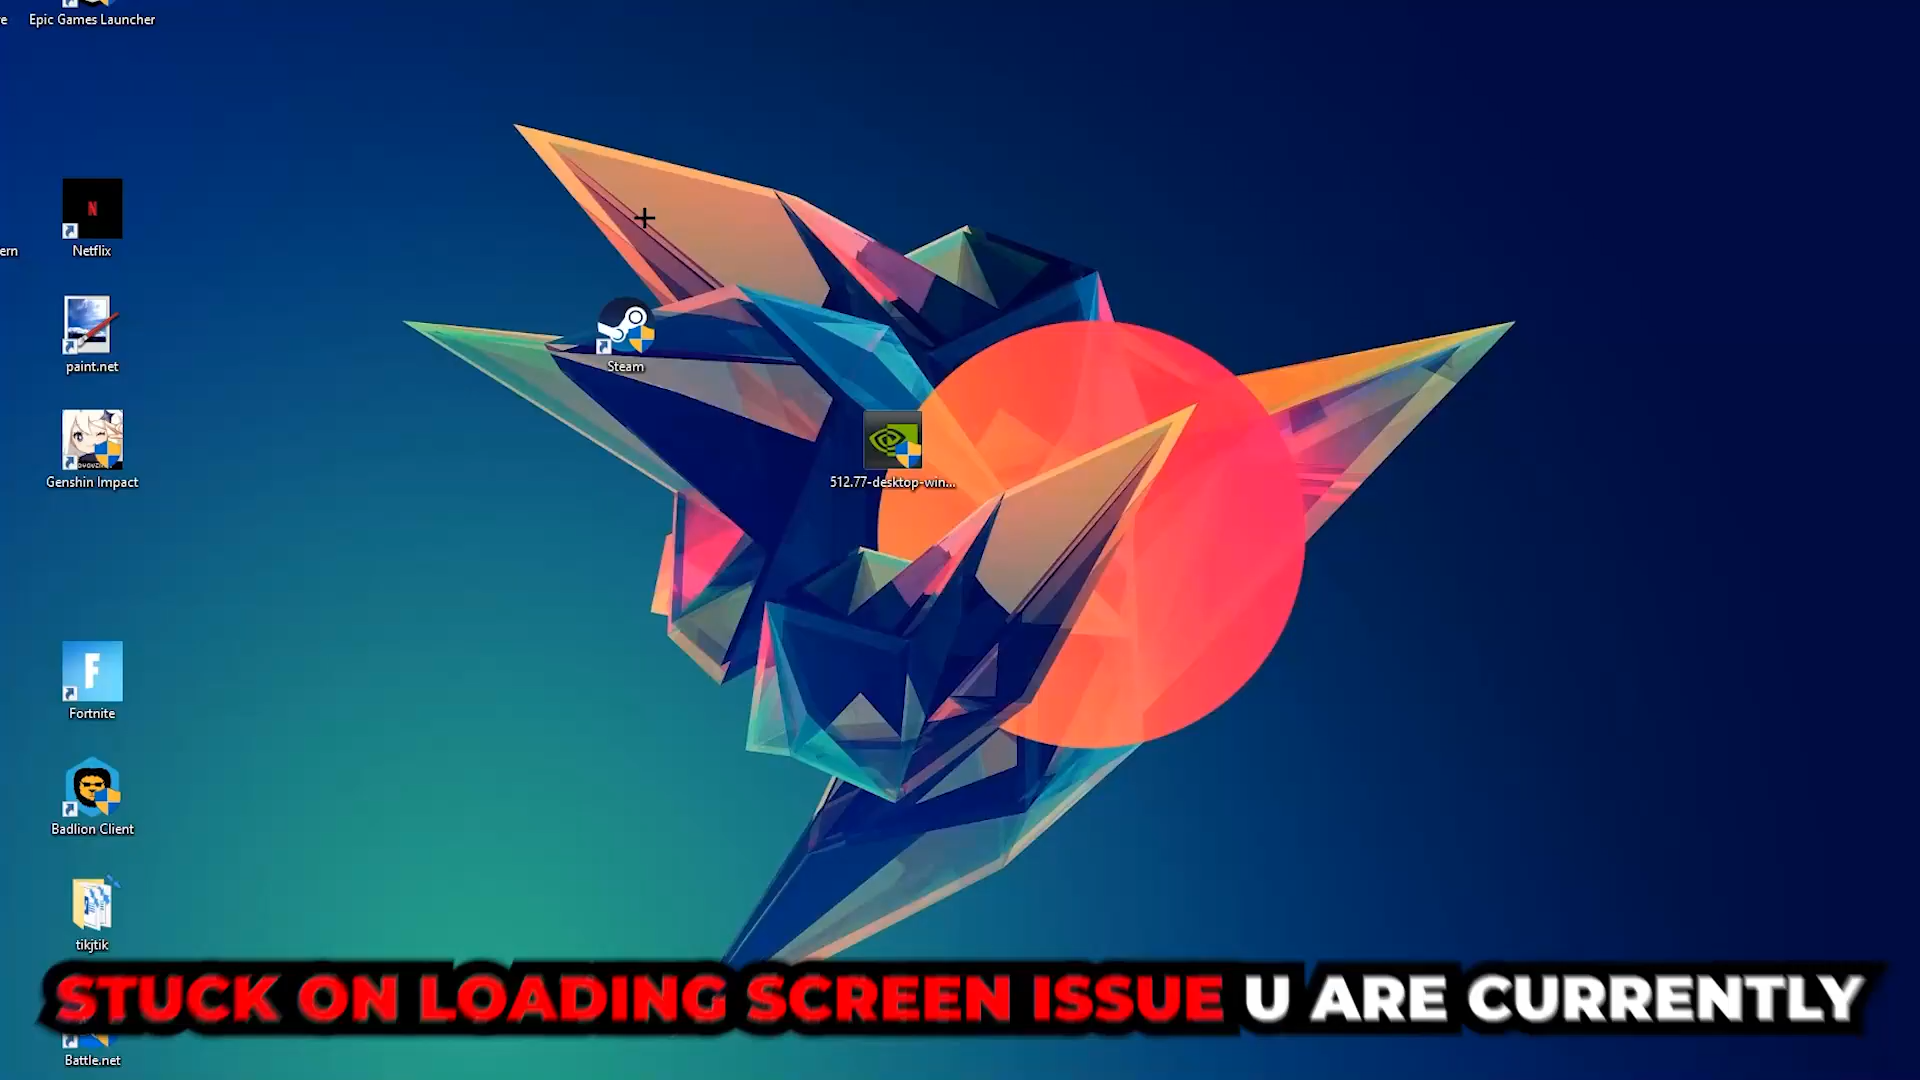 Epic Games Launcher
Netflix
ern
paint.net
Steam
Genshin Impact
512.77-desktop-win...
Fortnite
Badlion Client
tikjtik
STUCK ON LOADING SCREEN ISSUE U ARE CURRENTLY
Battle.net